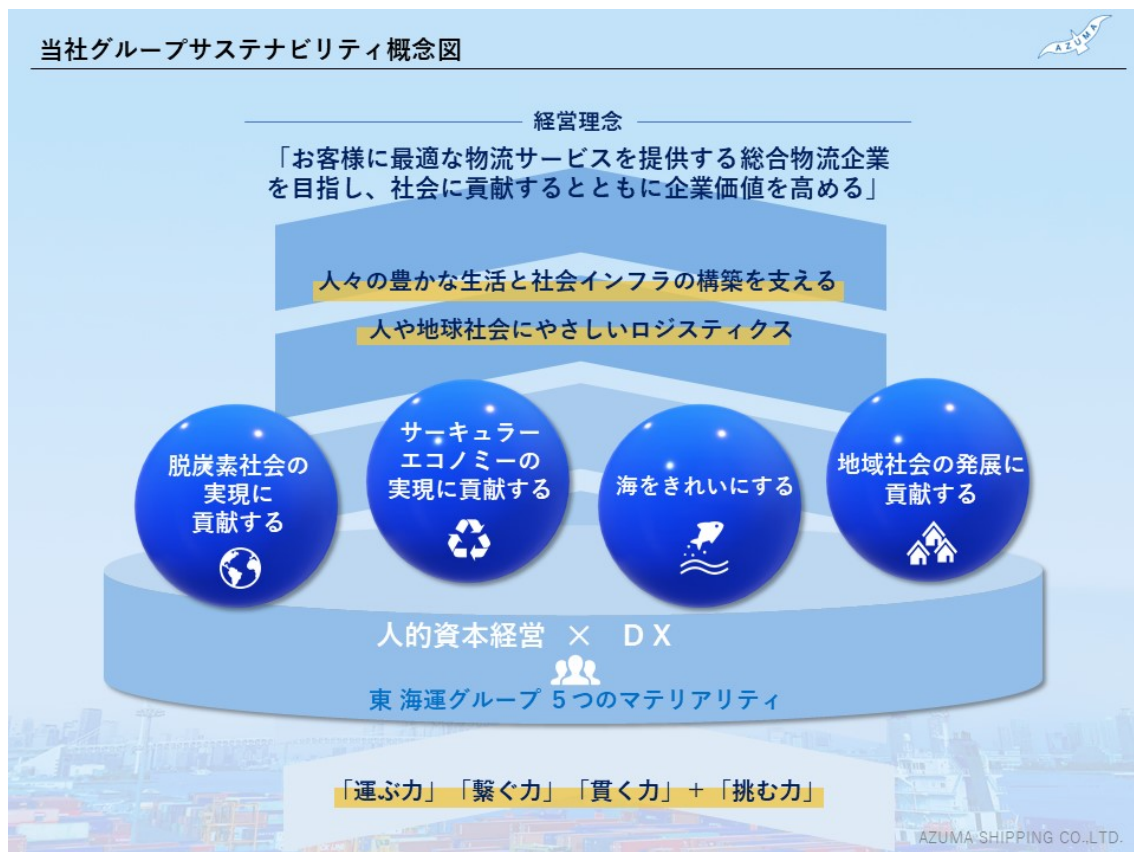 当社グループサステナビリティ概念図
AZUMA
経営理念
「お客様に最適な物流サービスを提供する総合物流企業
を目指し、社会に貢献するとともに企業価値を高める」
人々の豊かな生活と社会インフラの構築を支える
人や地球社会にやさしいロジスティクス
脱炭素社会の
実現に
貢献する
サーキュラー
エコノミーの
実現に貢献する
海をきれいにする
地域社会の発展に
貢献する
人的資本経営 × DX
東 海運グループ 5つのマテリアリティ
「運ぶ力」「繋ぐ力」「貫く力」+「挑む力」
AZUMA SHIPPING CO.,LTD.